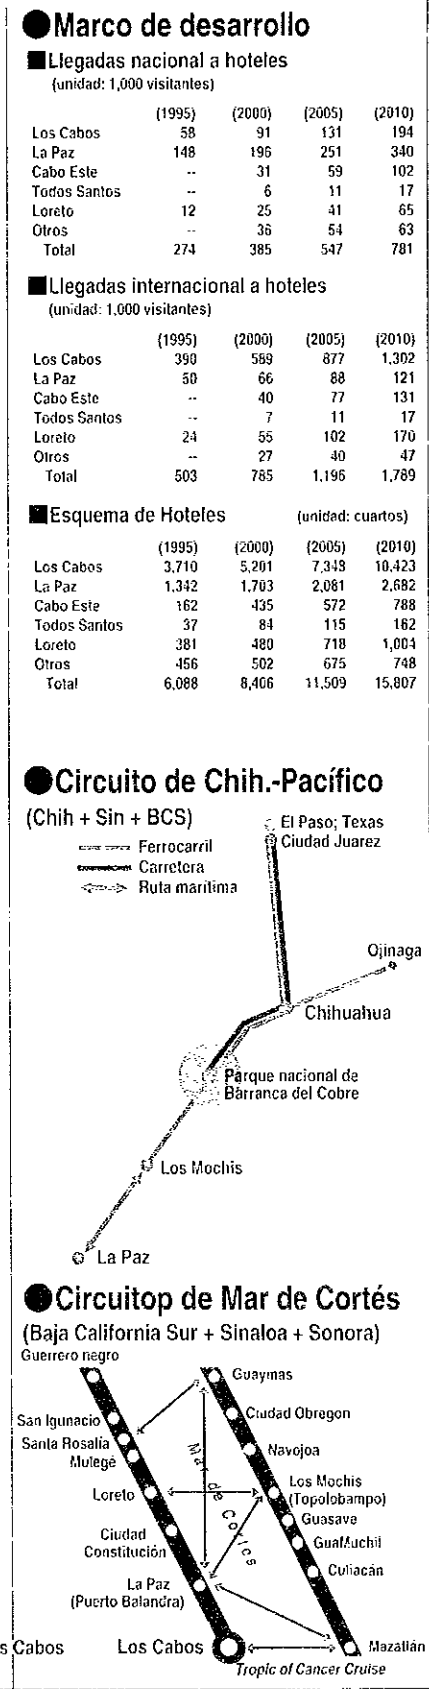 Marco de desarrollo
Llegadas nacional a hoteles
(unidad: 1,000 visitantes)
(1995) (2000) (2005) (2010)
Los Cabos 58 91 131 194
La Paz 148 196 251 340
Cabo Este -- 31 59 102
Todos Santos -- 6 11 17
Loreto 12 25 41 65
Otros -- 36 54 63
Total 274 385 547 781
Llegadas internacional a hoteles
(unidad: 1,000 visitantes)
(1995) (2000) (2005) (2010)
Los Cabos 390 589 877 1,302
La Paz 50 66 88 121
Cabo Este -- 40 77 131
Todos Santos -- 7 11 17
Loreto 24 55 102 170
Otros -- 27 40 47
Total 503 785 1,196 1,789
Esquema de Hoteles (unidad: cuartos)
(1995) (2000) (2005) (2010)
Los Cabos 3,710 5,201 7,348 10,423
La Paz 1,342 1,703 2,081 2,682
Cabo Este 162 435 572 788
Todos Santos 37 84 115 162
Loreto 381 480 718 1,004
Otros 456 502 675 748
Total 6,088 8,406 11,509 15,807
Circuito de Chih.-Pacífico
(Chih + Sin + BCS)
El Paso; Texas
Ciudad Juarez
Ferrocarril
Carretera
Ruta marítima
Ojinaga
Chihuahua
Parque nacional de
Barranca del Cobre
Los Mochis
La Paz
Circuitop de Mar de Cortés
(Baja California Sur + Sinaloa + Sonora)
Guerrero negro
Guaymas
San Igunacio
Ciudad Obregon
Santa Rosalía
Mulegé
Navojoa
Mar de Cortes
Loreto
Los Mochis
(Topolobampo)
Guasave
Ciudad
Constitución
GuaMuchil
Culiacán
La Paz
(Puerto Balandra)
s Cabos
Los Cabos
Mazatlán
Tropic of Cancer Cruise